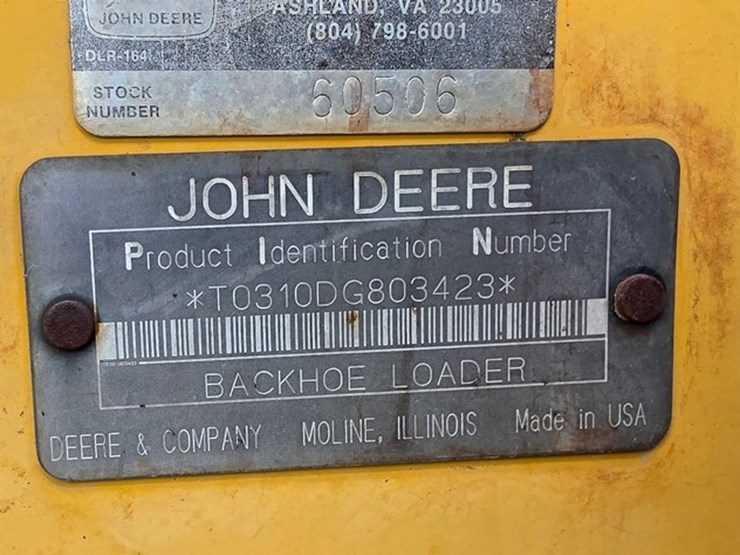 JOHN DEERE
ASHLAND, VA 23005
(804) 798-6001
DLR-164
STOCK NUMBER 60506
JOHN DEERE
Product Identification Number
*T0310DG803423*
BACKHOE LOADER
DEERE & COMPANY MOLINE, ILLINOIS Made in USA